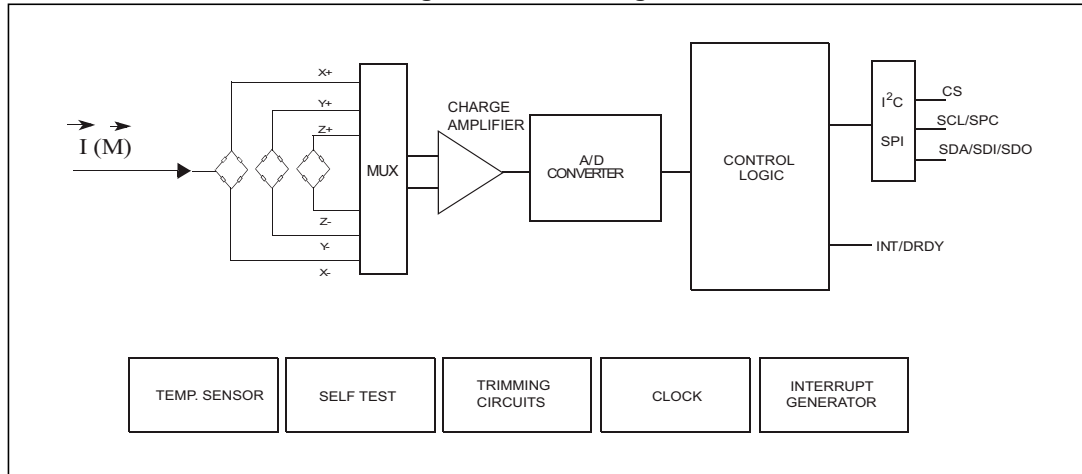 X+
Y+
Z+
I (M)
MUX
Z-
Y-
X-
CHARGE
AMPLIFIER
A/D
CONVERTER
CONTROL
LOGIC
I²C
SPI
CS
SCL/SPC
SDA/SDI/SDO
INT/DRDY
TEMP. SENSOR
SELF TEST
TRIMMING
CIRCUITS
CLOCK
INTERRUPT
GENERATOR